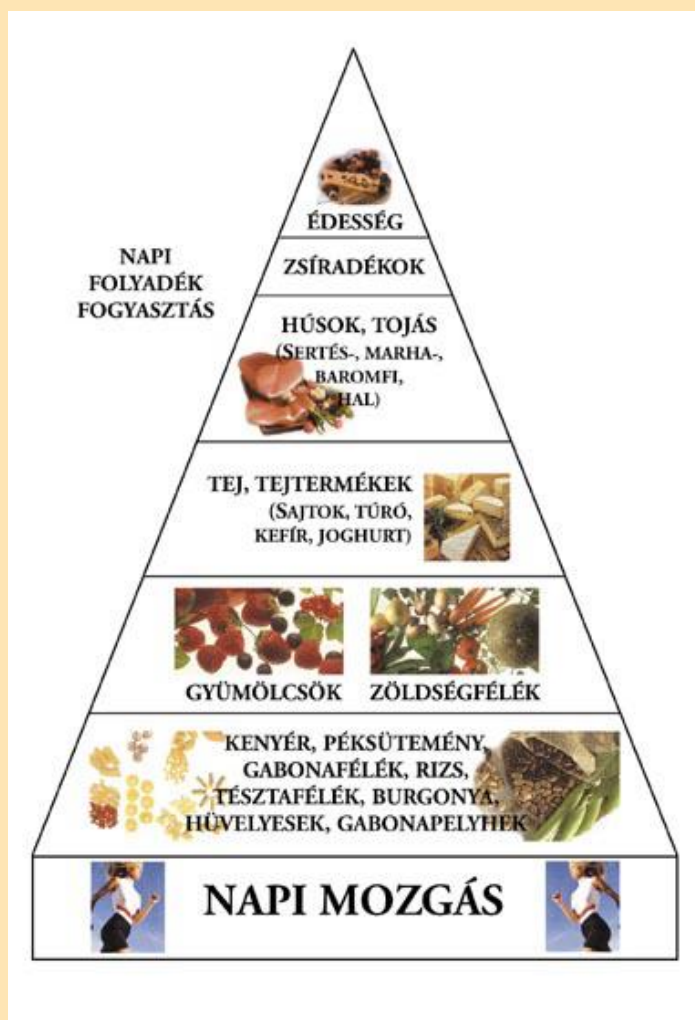 ÉDESSÉG
NAPI
FOLYADÉK
FOGYASZTÁS
ZSÍRADÉKOK
HÚSOK, TOJÁS
(SERTÉS-, MARHA-,
BAROMFI,
HAL)
TEJ, TEJTERMÉKEK
(SAJTOK, TÚRÓ,
KEFÍR, JOGHURT)
GYÜMÖLCSÖK
ZÖLDSÉGFÉLÉK
KENYÉR, PÉKSÜTEMÉNY,
GABONAFÉLÉK, RIZS,
TÉSZTAFÉLÉK, BURGONYA,
HÜVELYESEK, GABONAPELYHEK
NAPI MOZGÁS